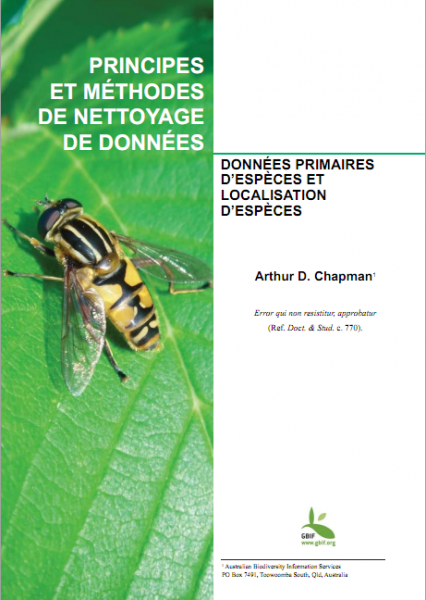 PRINCIPES
ET MÉTHODES
DE NETTOYAGE
DE DONNÉES
DONNÉES PRIMAIRES
D'ESPÈCES ET
LOCALISATION
D'ESPÈCES
Arthur D. Chapman¹
Error qui non resistitur, approbatur
(Ref. Doct. & Stud. c. 770).
GBIF
www.gbif.org
¹ Australian Biodiversity Information Services
PO Box 7491, Toowoomba South, Qld, Australia